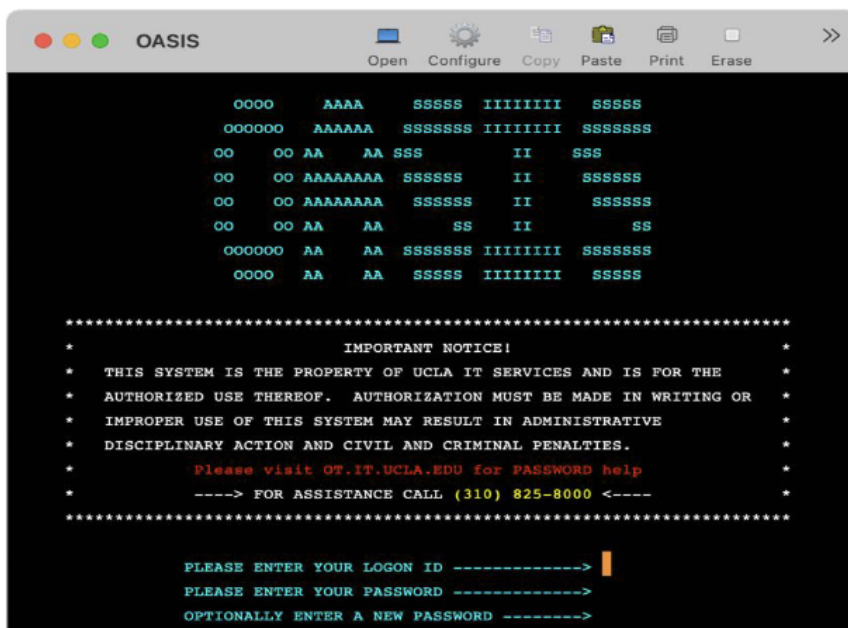 OASIS
Open Configure Copy Paste Print Erase
OOOO AAAA SSSSS IIIIIIII SSSSS
OOOOOO AAAAAA SSSSSSS IIIIIIII SSSSSSS
OO OO AA AA SSS II SSS
OO OO AAAAAAAA SSSSSS II SSSSSS
OO OO AAAAAAAA SSSSSS II SSSSSS
OO OO AA AA SS II SS
OOOOOO AA AA SSSSSSS IIIIIIII SSSSSSS
OOOO AA AA SSSSS IIIIIIII SSSSS
*************************************************************************
* IMPORTANT NOTICE! *
* THIS SYSTEM IS THE PROPERTY OF UCLA IT SERVICES AND IS FOR THE *
* AUTHORIZED USE THEREOF. AUTHORIZATION MUST BE MADE IN WRITING OR *
* IMPROPER USE OF THIS SYSTEM MAY RESULT IN ADMINISTRATIVE *
* DISCIPLINARY ACTION AND CIVIL AND CRIMINAL PENALTIES. *
* Please visit OT.IT.UCLA.EDU for PASSWORD help *
* ----> FOR ASSISTANCE CALL (310) 825-8000 <---- *
*************************************************************************
PLEASE ENTER YOUR LOGON ID ------------->
PLEASE ENTER YOUR PASSWORD ------------->
OPTIONALLY ENTER A NEW PASSWORD -------->